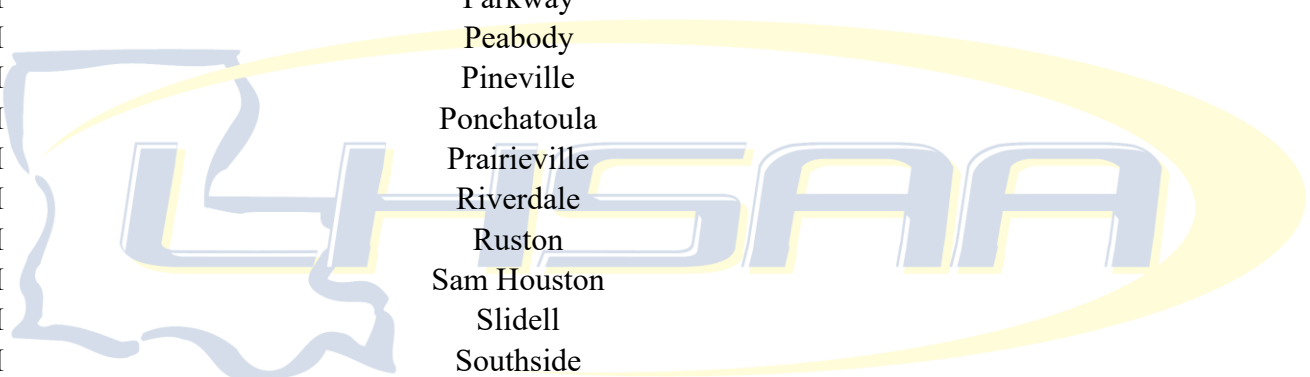 Parkway
I Peabody
I Pineville
I Ponchatoula
I Prairieville
I Riverdale
I Ruston
I Sam Houston
I Slidell
I Southside
LHSAA